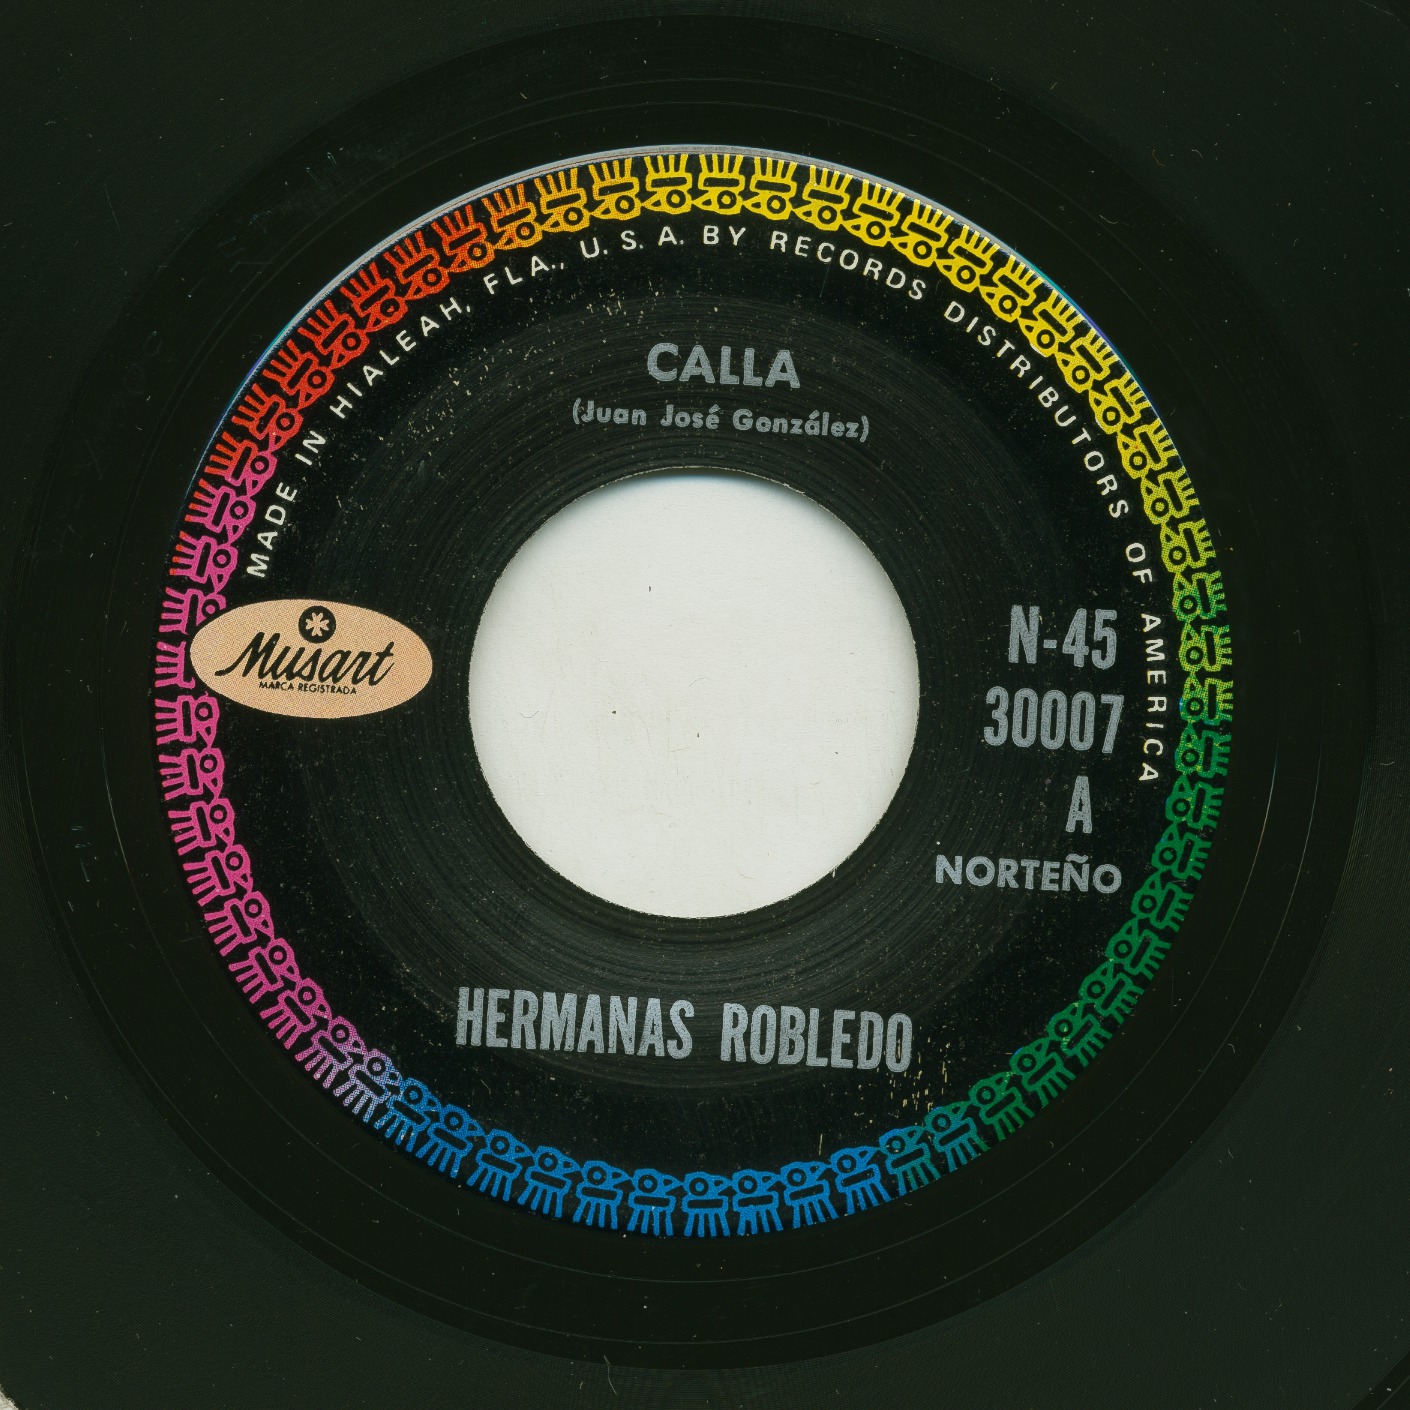 MADE IN HIALEAH, FLA., U.S.A. BY RECORDS DISTRIBUTORS OF AMERICA
CALLA
(Juan José González)
Musart
MARCA REGISTRADA
N-45
30007
A
NORTEÑO
HERMANAS ROBLEDO